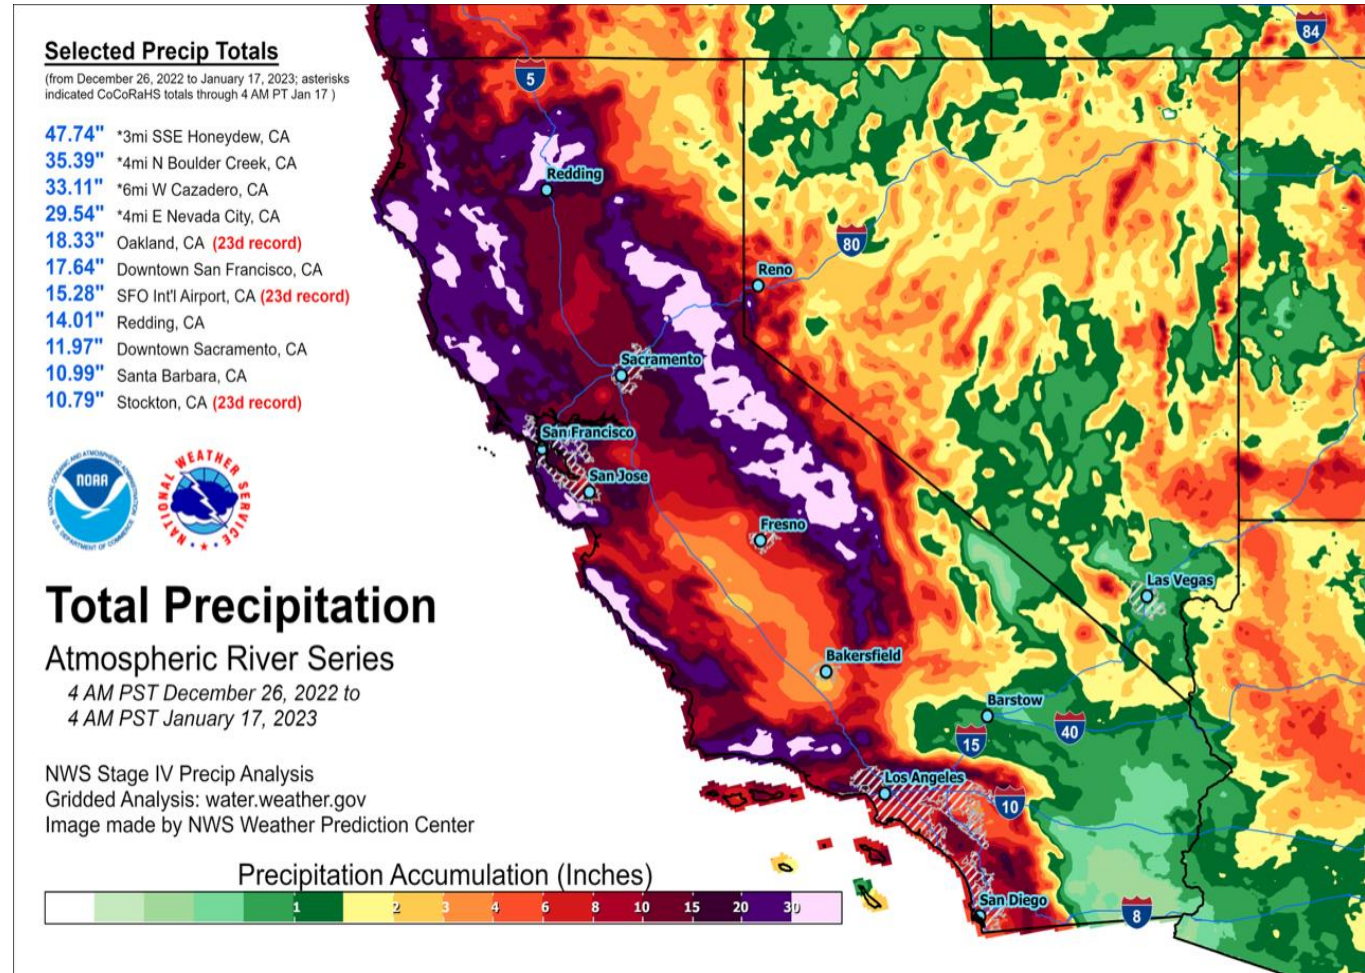 Selected Precip Totals
(from December 26, 2022 to January 17, 2023; asterisks
indicated CoCoRaHS totals through 4 AM PT Jan 17 )
47.74" *3mi SSE Honeydew, CA
35.39" *4mi N Boulder Creek, CA
33.11" *6mi W Cazadero, CA
29.54" *4mi E Nevada City, CA
18.33" Oakland, CA (23d record)
17.64" Downtown San Francisco, CA
15.28" SFO Int'l Airport, CA (23d record)
14.01" Redding, CA
11.97" Downtown Sacramento, CA
10.99" Santa Barbara, CA
10.79" Stockton, CA (23d record)
NOAA
NATIONAL OCEANIC AND ATMOSPHERIC ADMINISTRATION
U.S. DEPARTMENT OF COMMERCE
NATIONAL WEATHER SERVICE
Total Precipitation
Atmospheric River Series
4 AM PST December 26, 2022 to
4 AM PST January 17, 2023
NWS Stage IV Precip Analysis
Gridded Analysis: water.weather.gov
Image made by NWS Weather Prediction Center
Precipitation Accumulation (Inches)
1 2 3 4 6 8 10 15 20 30
84
5
Redding
80
Reno
Sacramento
San Francisco
San Jose
Fresno
Las Vegas
Bakersfield
Barstow
40
15
Los Angeles
10
San Diego
8